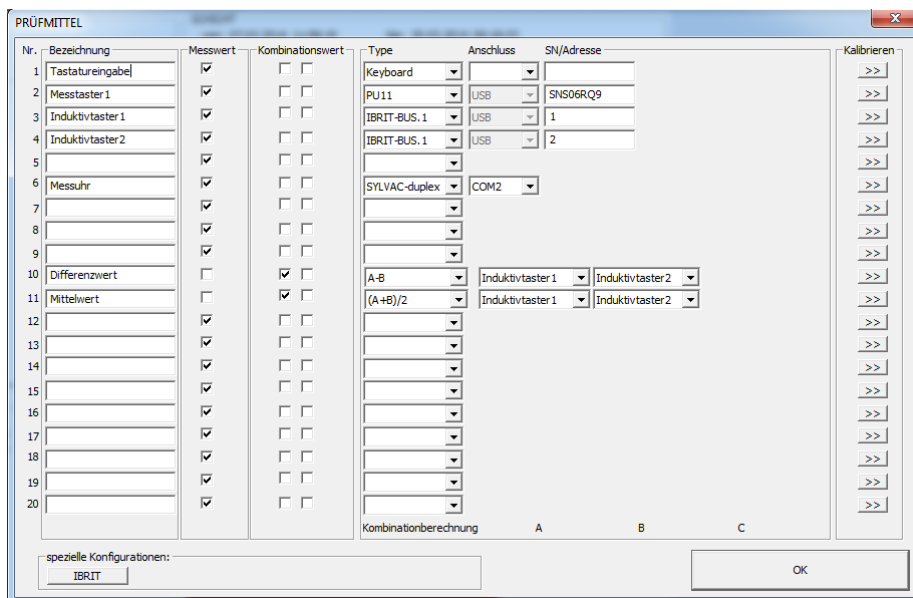 PRÜFMITTEL
Nr. Bezeichnung Messwert Kombinationswert Type Anschluss SN/Adresse Kalibrieren
1 Tastatureingabe Keyboard >>
2 Messtaster1 PU11 USB SNS06RQ9 >>
3 Induktivtaster1 IBRIT-BUS.1 USB 1 >>
4 Induktivtaster2 IBRIT-BUS.1 USB 2 >>
5 >>
6 Messuhr SYLVAC-duplex COM2 >>
7 >>
8 >>
9 >>
10 Differenzwert A-B Induktivtaster1 Induktivtaster2 >>
11 Mittelwert (A+B)/2 Induktivtaster1 Induktivtaster2 >>
12 >>
13 >>
14 >>
15 >>
16 >>
17 >>
18 >>
19 >>
20 >>
Kombinationberechnung A B C
spezielle Konfigurationen:
IBRIT
OK